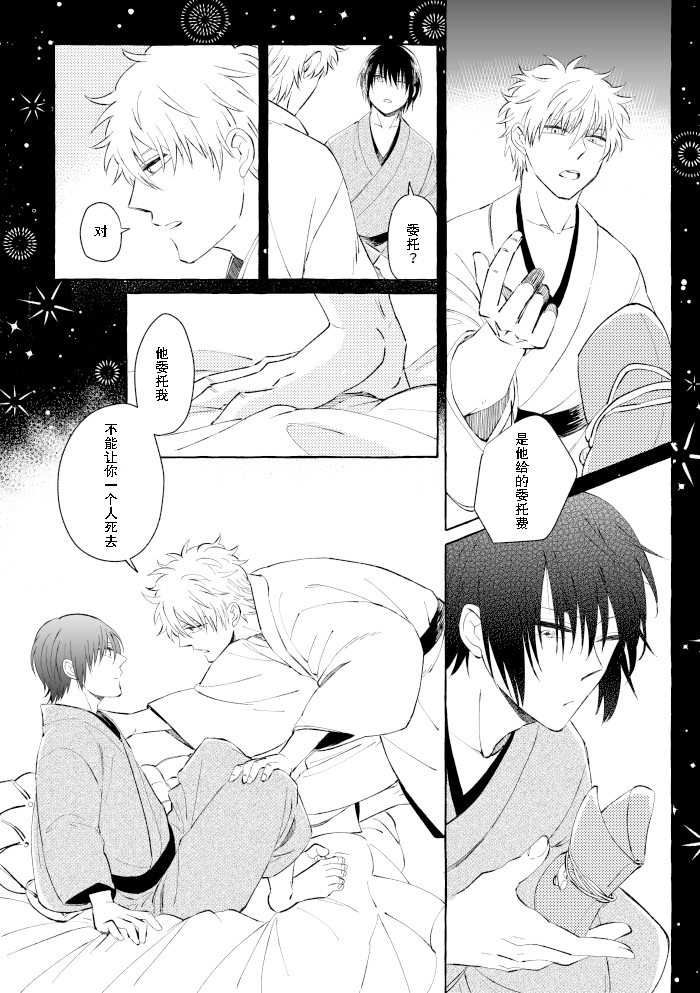 是他给的委托费
委托？
对
他委托我
不能让你一个人死去